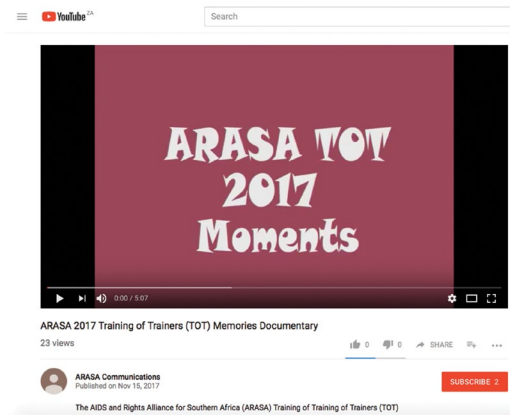 YouTube ZA
Search
ARASA TOT
2017
Moments
0:00 / 5:07
ARASA 2017 Training of Trainers (TOT) Memories Documentary
23 views
0 0 SHARE
ARASA Communications
Published on Nov 15, 2017
SUBSCRIBE 2
The AIDS and Rights Alliance for Southern Africa (ARASA) Training of Training of Trainers (TOT)